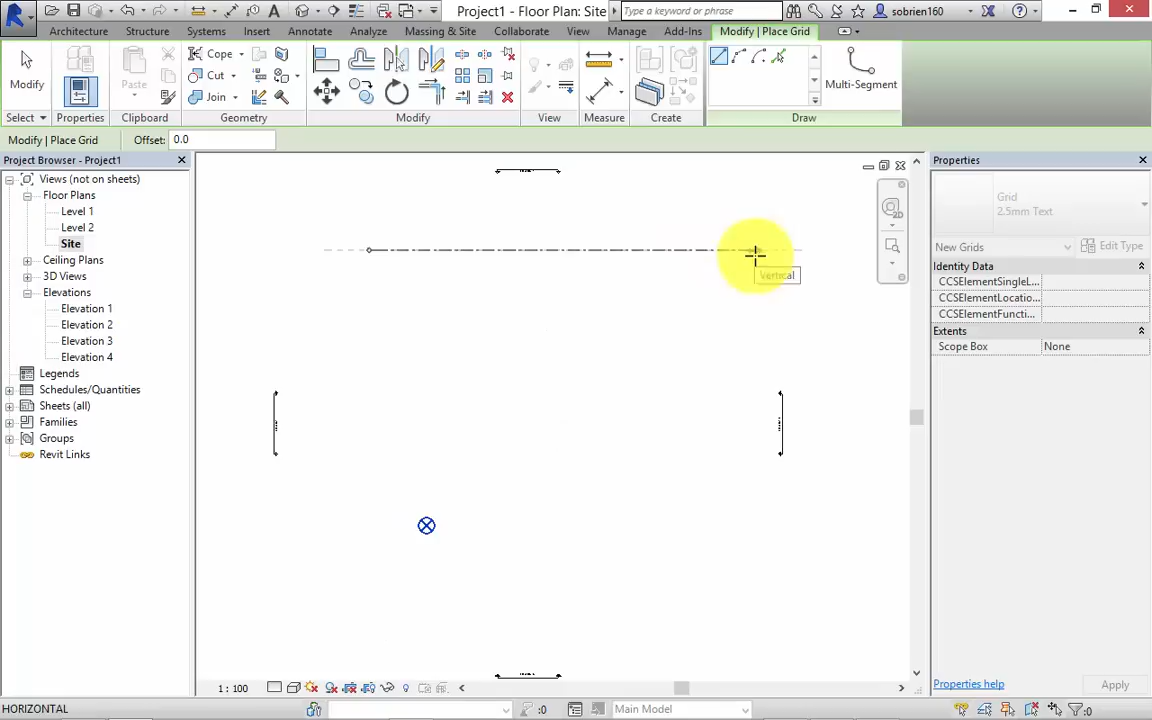 Project1 - Floor Plan: Site
Type a keyword or phrase
sobrien160
Architecture
Structure
Systems
Insert
Annotate
Analyze
Massing & Site
Collaborate
View
Manage
Add-Ins
Modify | Place Grid
Modify
Paste
Cope
Cut
Join
Multi-Segment
Select
Properties
Clipboard
Geometry
Modify
View
Measure
Create
Draw
Modify | Place Grid
Offset:
0.0
Project Browser - Project1
Views (not on sheets)
Floor Plans
Level 1
Level 2
Site
Ceiling Plans
3D Views
Elevations
Elevation 1
Elevation 2
Elevation 3
Elevation 4
Legends
Schedules/Quantities
Sheets (all)
Families
Groups
Revit Links
Vertical
2D
Properties
Grid
2.5mm Text
New Grids
Edit Type
Identity Data
CCSElementSingleL...
CCSElementLocatio...
CCSElementFuncti...
Extents
Scope Box
None
Properties help
Apply
1 : 100
HORIZONTAL
:0
Main Model
:0